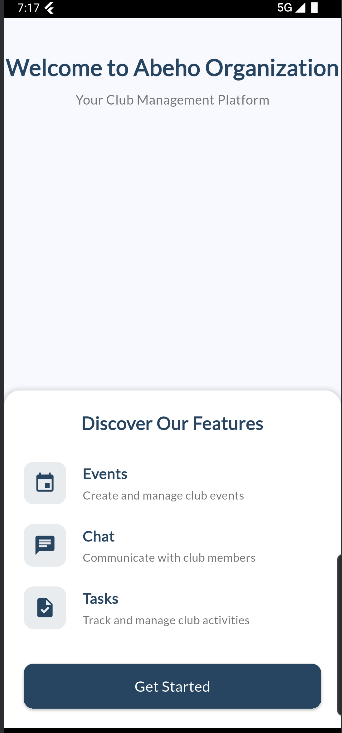 7:17
5G
Welcome to Abeho Organization
Your Club Management Platform
Discover Our Features
Events
Create and manage club events
Chat
Communicate with club members
Tasks
Track and manage club activities
Get Started